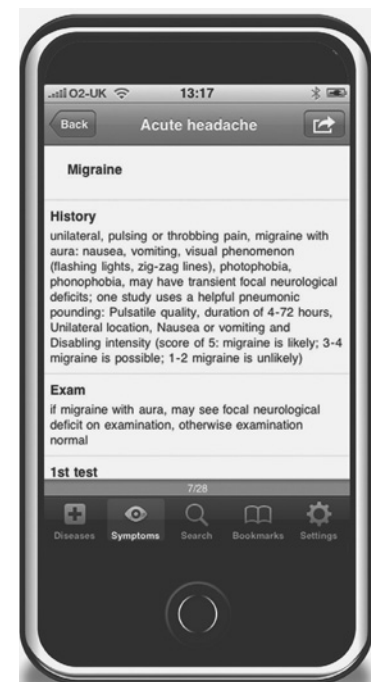 O2-UK 13:17
Back Acute headache
Migraine
History
unilateral, pulsing or throbbing pain, migraine with
aura: nausea, vomiting, visual phenomenon
(flashing lights, zig-zag lines), photophobia,
phonophobia, may have transient focal neurological
deficits; one study uses a helpful pneumonic
pounding: Pulsatile quality, duration of 4-72 hours,
Unilateral location, Nausea or vomiting and
Disabling intensity (score of 5: migraine is likely; 3-4
migraine is possible; 1-2 migraine is unlikely)
Exam
if migraine with aura, may see focal neurological
deficit on examination, otherwise examination
normal
1st test
7/28
Diseases Symptoms Search Bookmarks Settings